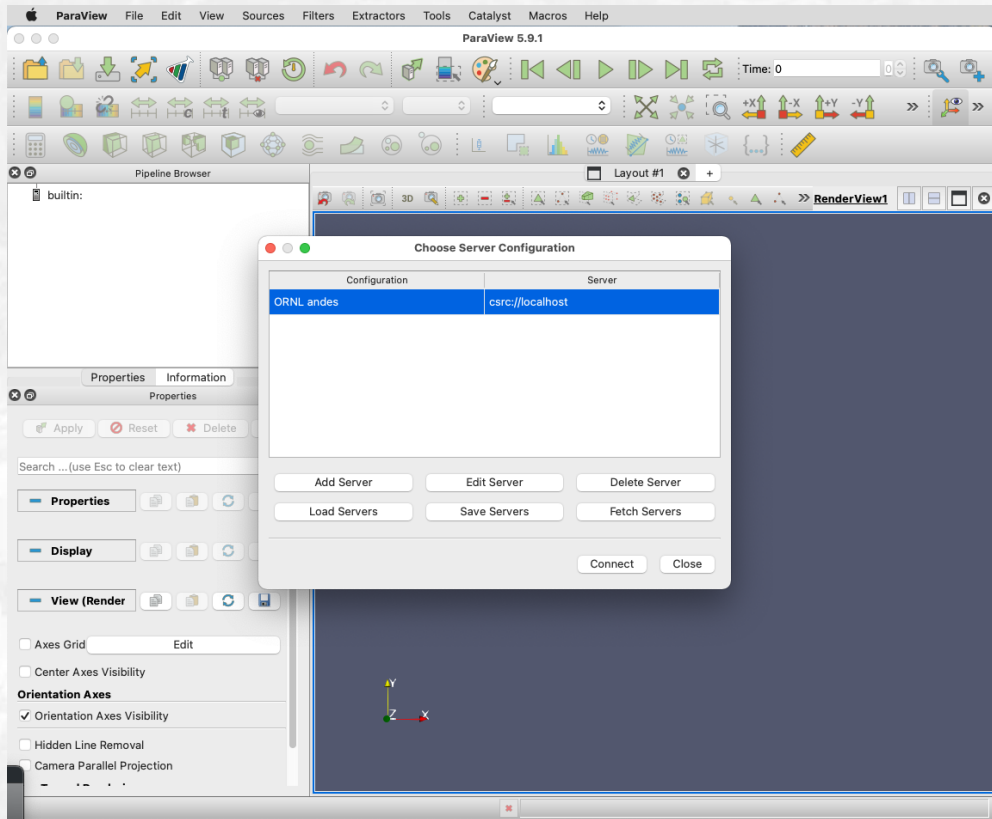 ParaView File Edit View Sources Filters Extractors Tools Catalyst Macros Help
ParaView 5.9.1
Time: 0 0
+X -X +Y -Y » »
Pipeline Browser
Layout #1 +
builtin:
3D » RenderView1
Choose Server Configuration
Configuration Server
ORNL andes csrc://localhost
Properties Information
Properties
Apply Reset Delete
Search ...(use Esc to clear text)
Add Server Edit Server Delete Server
Properties
Load Servers Save Servers Fetch Servers
Display
Connect Close
View (Render
Axes Grid Edit
Center Axes Visibility
Orientation Axes
Orientation Axes Visibility
Hidden Line Removal
Camera Parallel Projection
Y
Z X